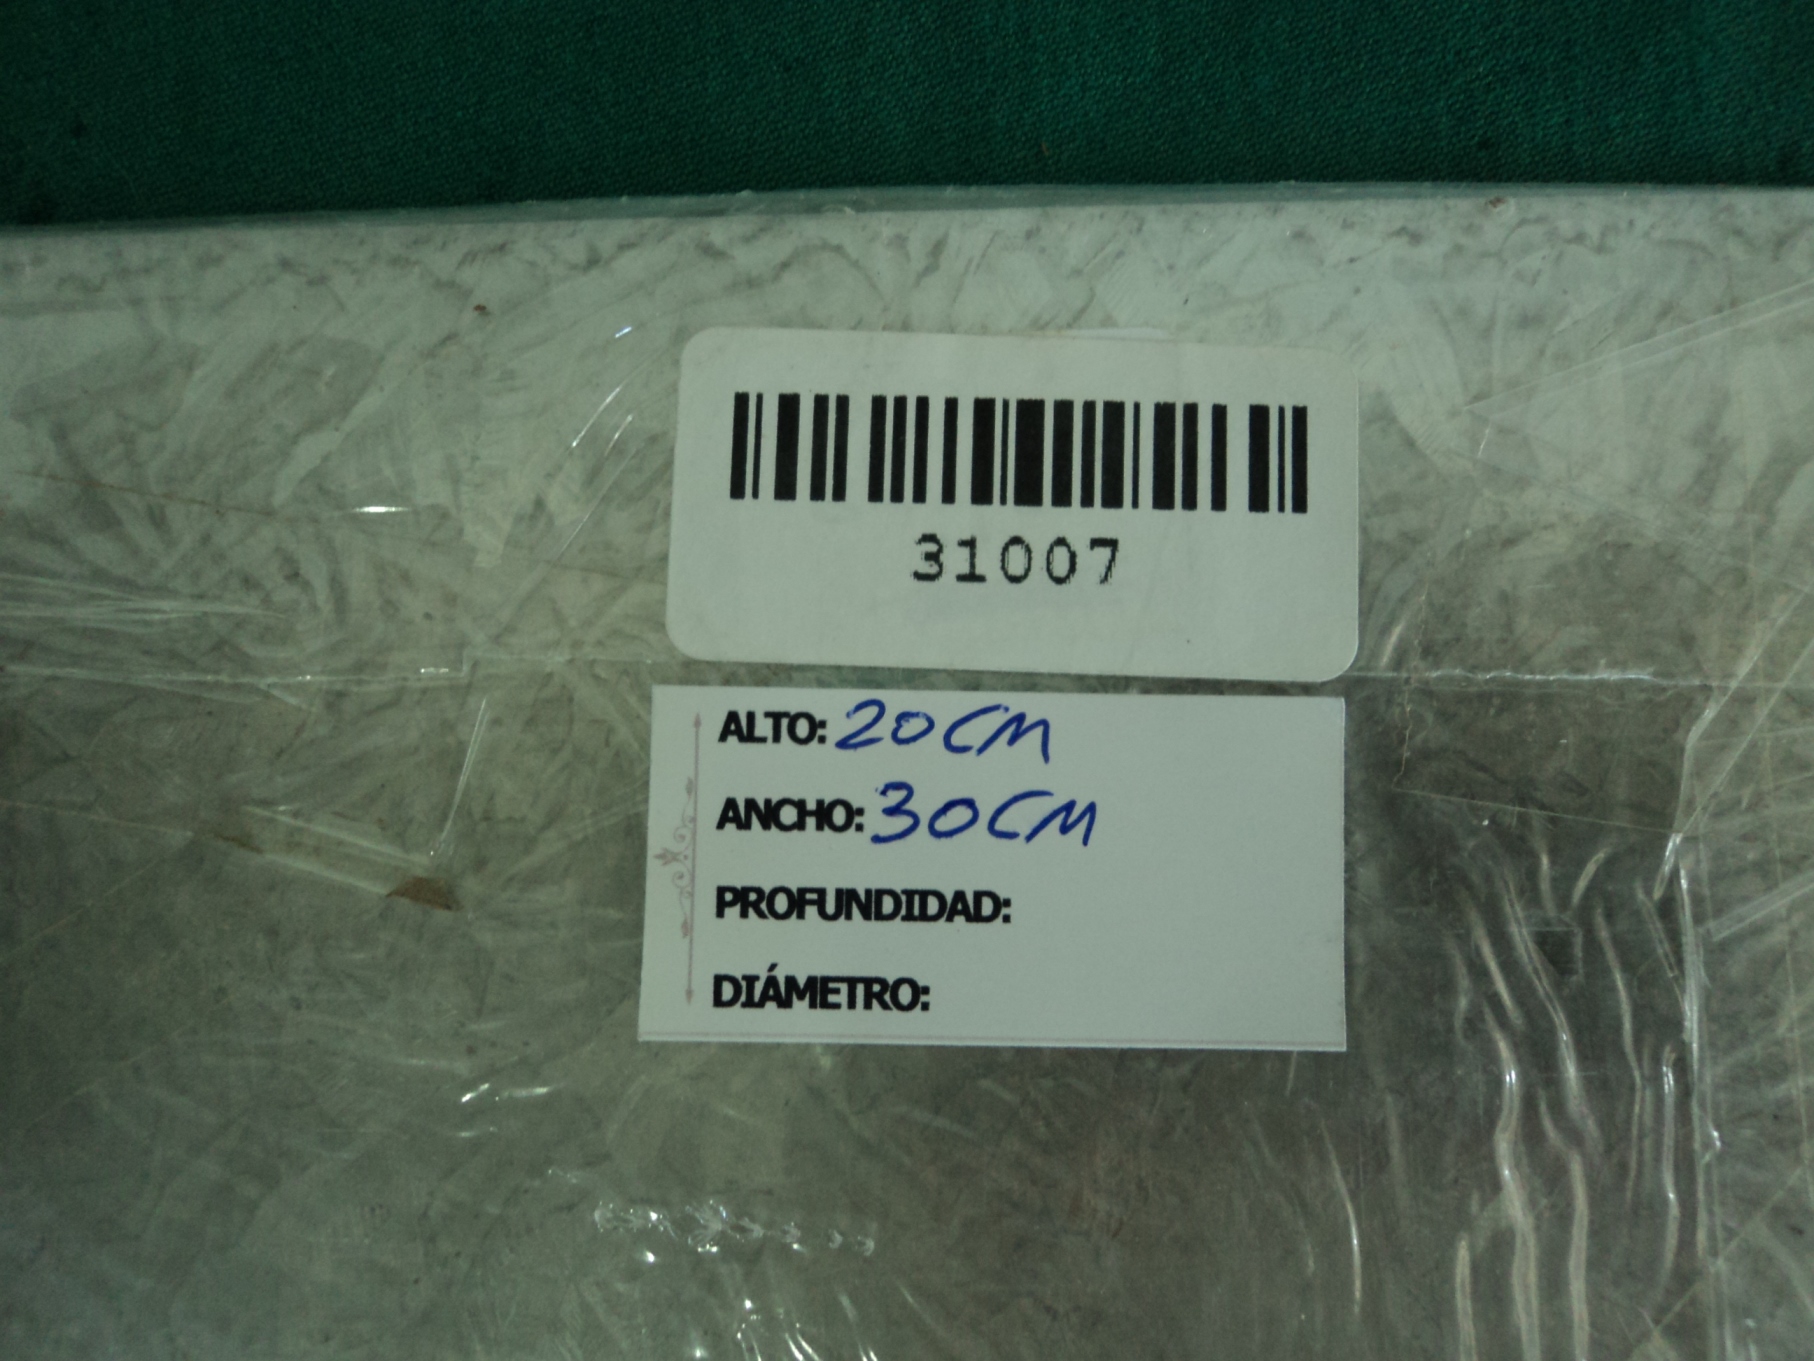 31007
ALTO: 20CM
ANCHO: 30CM
PROFUNDIDAD:
DIÁMETRO: